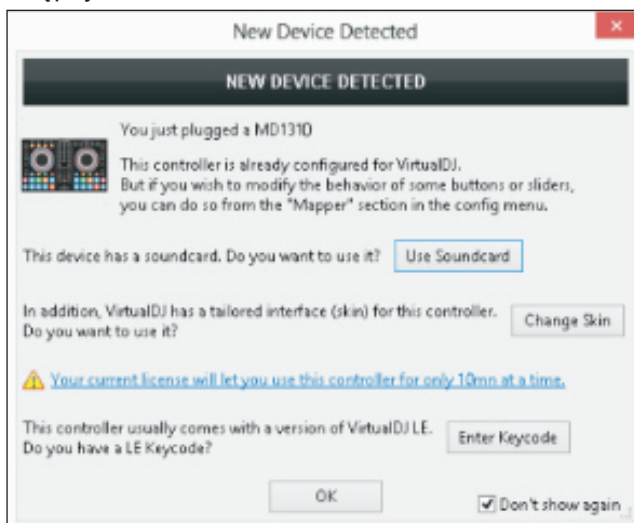 New Device Detected
NEW DEVICE DETECTED
You just plugged a MD1310
This controller is already configured for VirtualDJ.
But if you wish to modify the behavior of some buttons or sliders,
you can do so from the "Mapper" section in the config menu.
This device has a soundcard. Do you want to use it?
Use Soundcard
In addition, VirtualDJ has a tailored interface (skin) for this controller.
Do you want to use it?
Change Skin
Your current license will let you use this controller for only 10mn at a time.
This controller usually comes with a version of VirtualDJ LE.
Do you have a LE Keycode?
Enter Keycode
OK
Don't show again